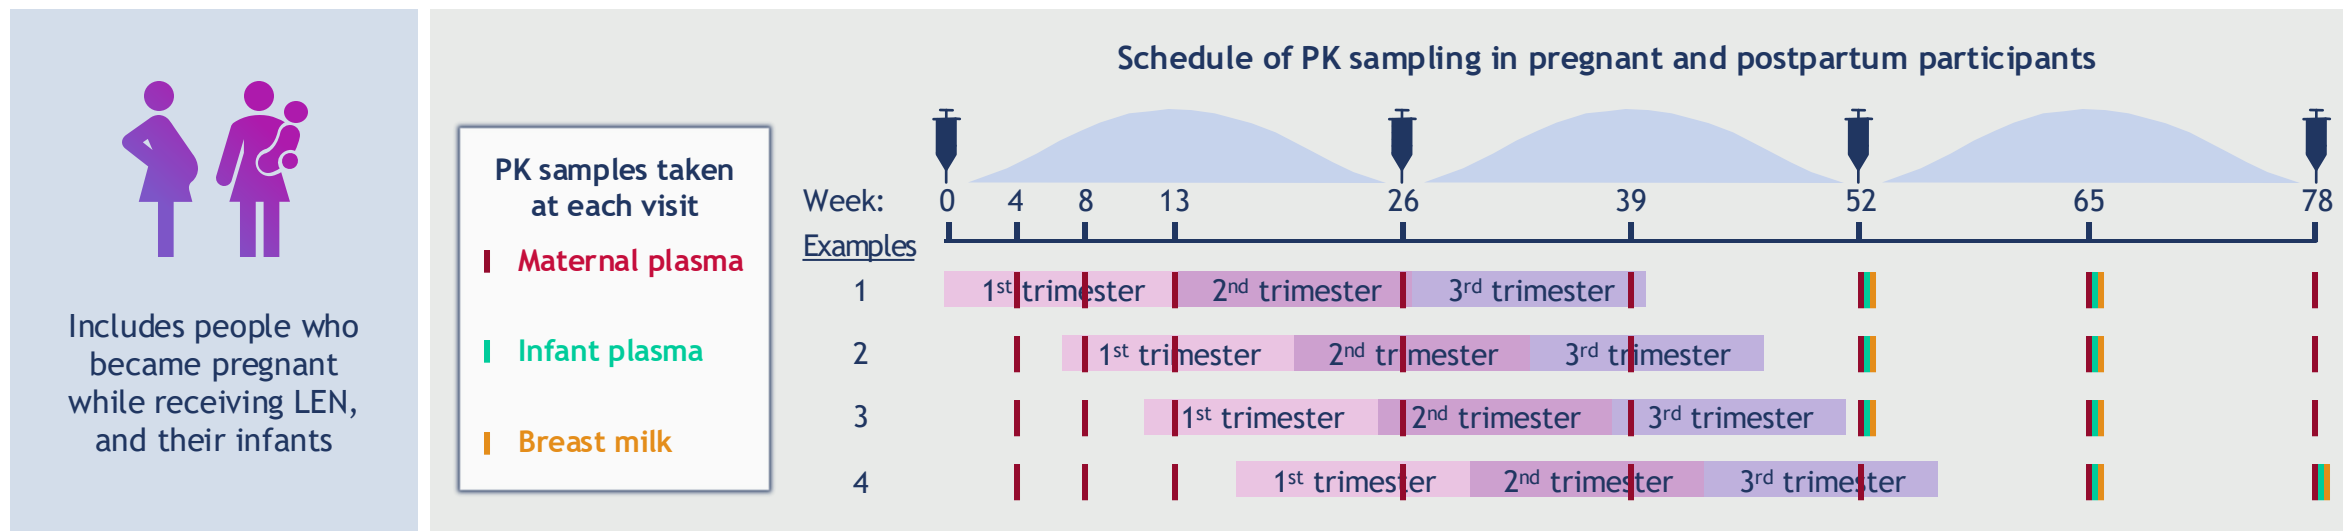 Includes people who
became pregnant
while receiving LEN,
and their infants
PK samples taken
at each visit
Maternal plasma
Infant plasma
Breast milk
Schedule of PK sampling in pregnant and postpartum participants
Week: 0 4 8 13 26 39 52 65 78
Examples
1 1st trimester 2nd trimester 3rd trimester
2 1st trimester 2nd trimester 3rd trimester
3 1st trimester 2nd trimester 3rd trimester
4 1st trimester 2nd trimester 3rd trimester